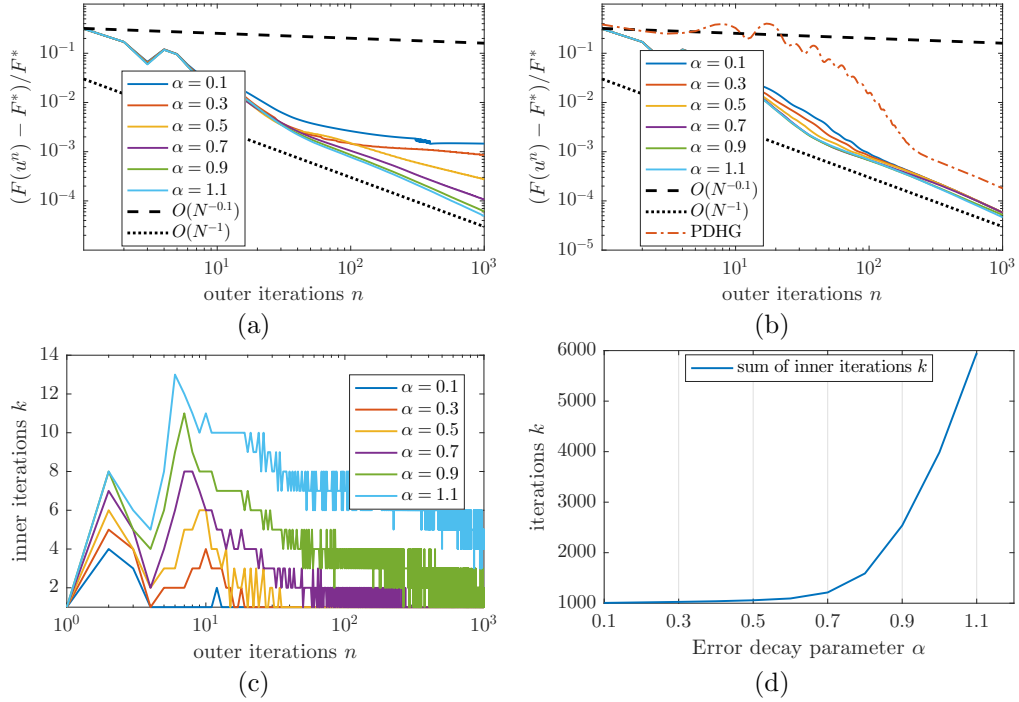 10^{-1}
10^{-2}
10^{-3}
10^{-4}
(F(u^n) − F^*)/F^*
α = 0.1
α = 0.3
α = 0.5
α = 0.7
α = 0.9
α = 1.1
O(N^{-0.1})
O(N^{-1})
10^1
10^2
10^3
outer iterations n
(a)
10^{-1}
10^{-2}
10^{-3}
10^{-4}
10^{-5}
(F(u^n) − F^*)/F^*
α = 0.1
α = 0.3
α = 0.5
α = 0.7
α = 0.9
α = 1.1
O(N^{-0.1})
O(N^{-1})
PDHG
10^1
10^2
10^3
outer iterations n
(b)
14
12
10
8
6
4
2
inner iterations k
α = 0.1
α = 0.3
α = 0.5
α = 0.7
α = 0.9
α = 1.1
10^0
10^1
10^2
10^3
outer iterations n
(c)
6000
5000
4000
3000
2000
1000
iterations k
sum of inner iterations k
0.1
0.3
0.5
0.7
0.9
1.1
Error decay parameter α
(d)